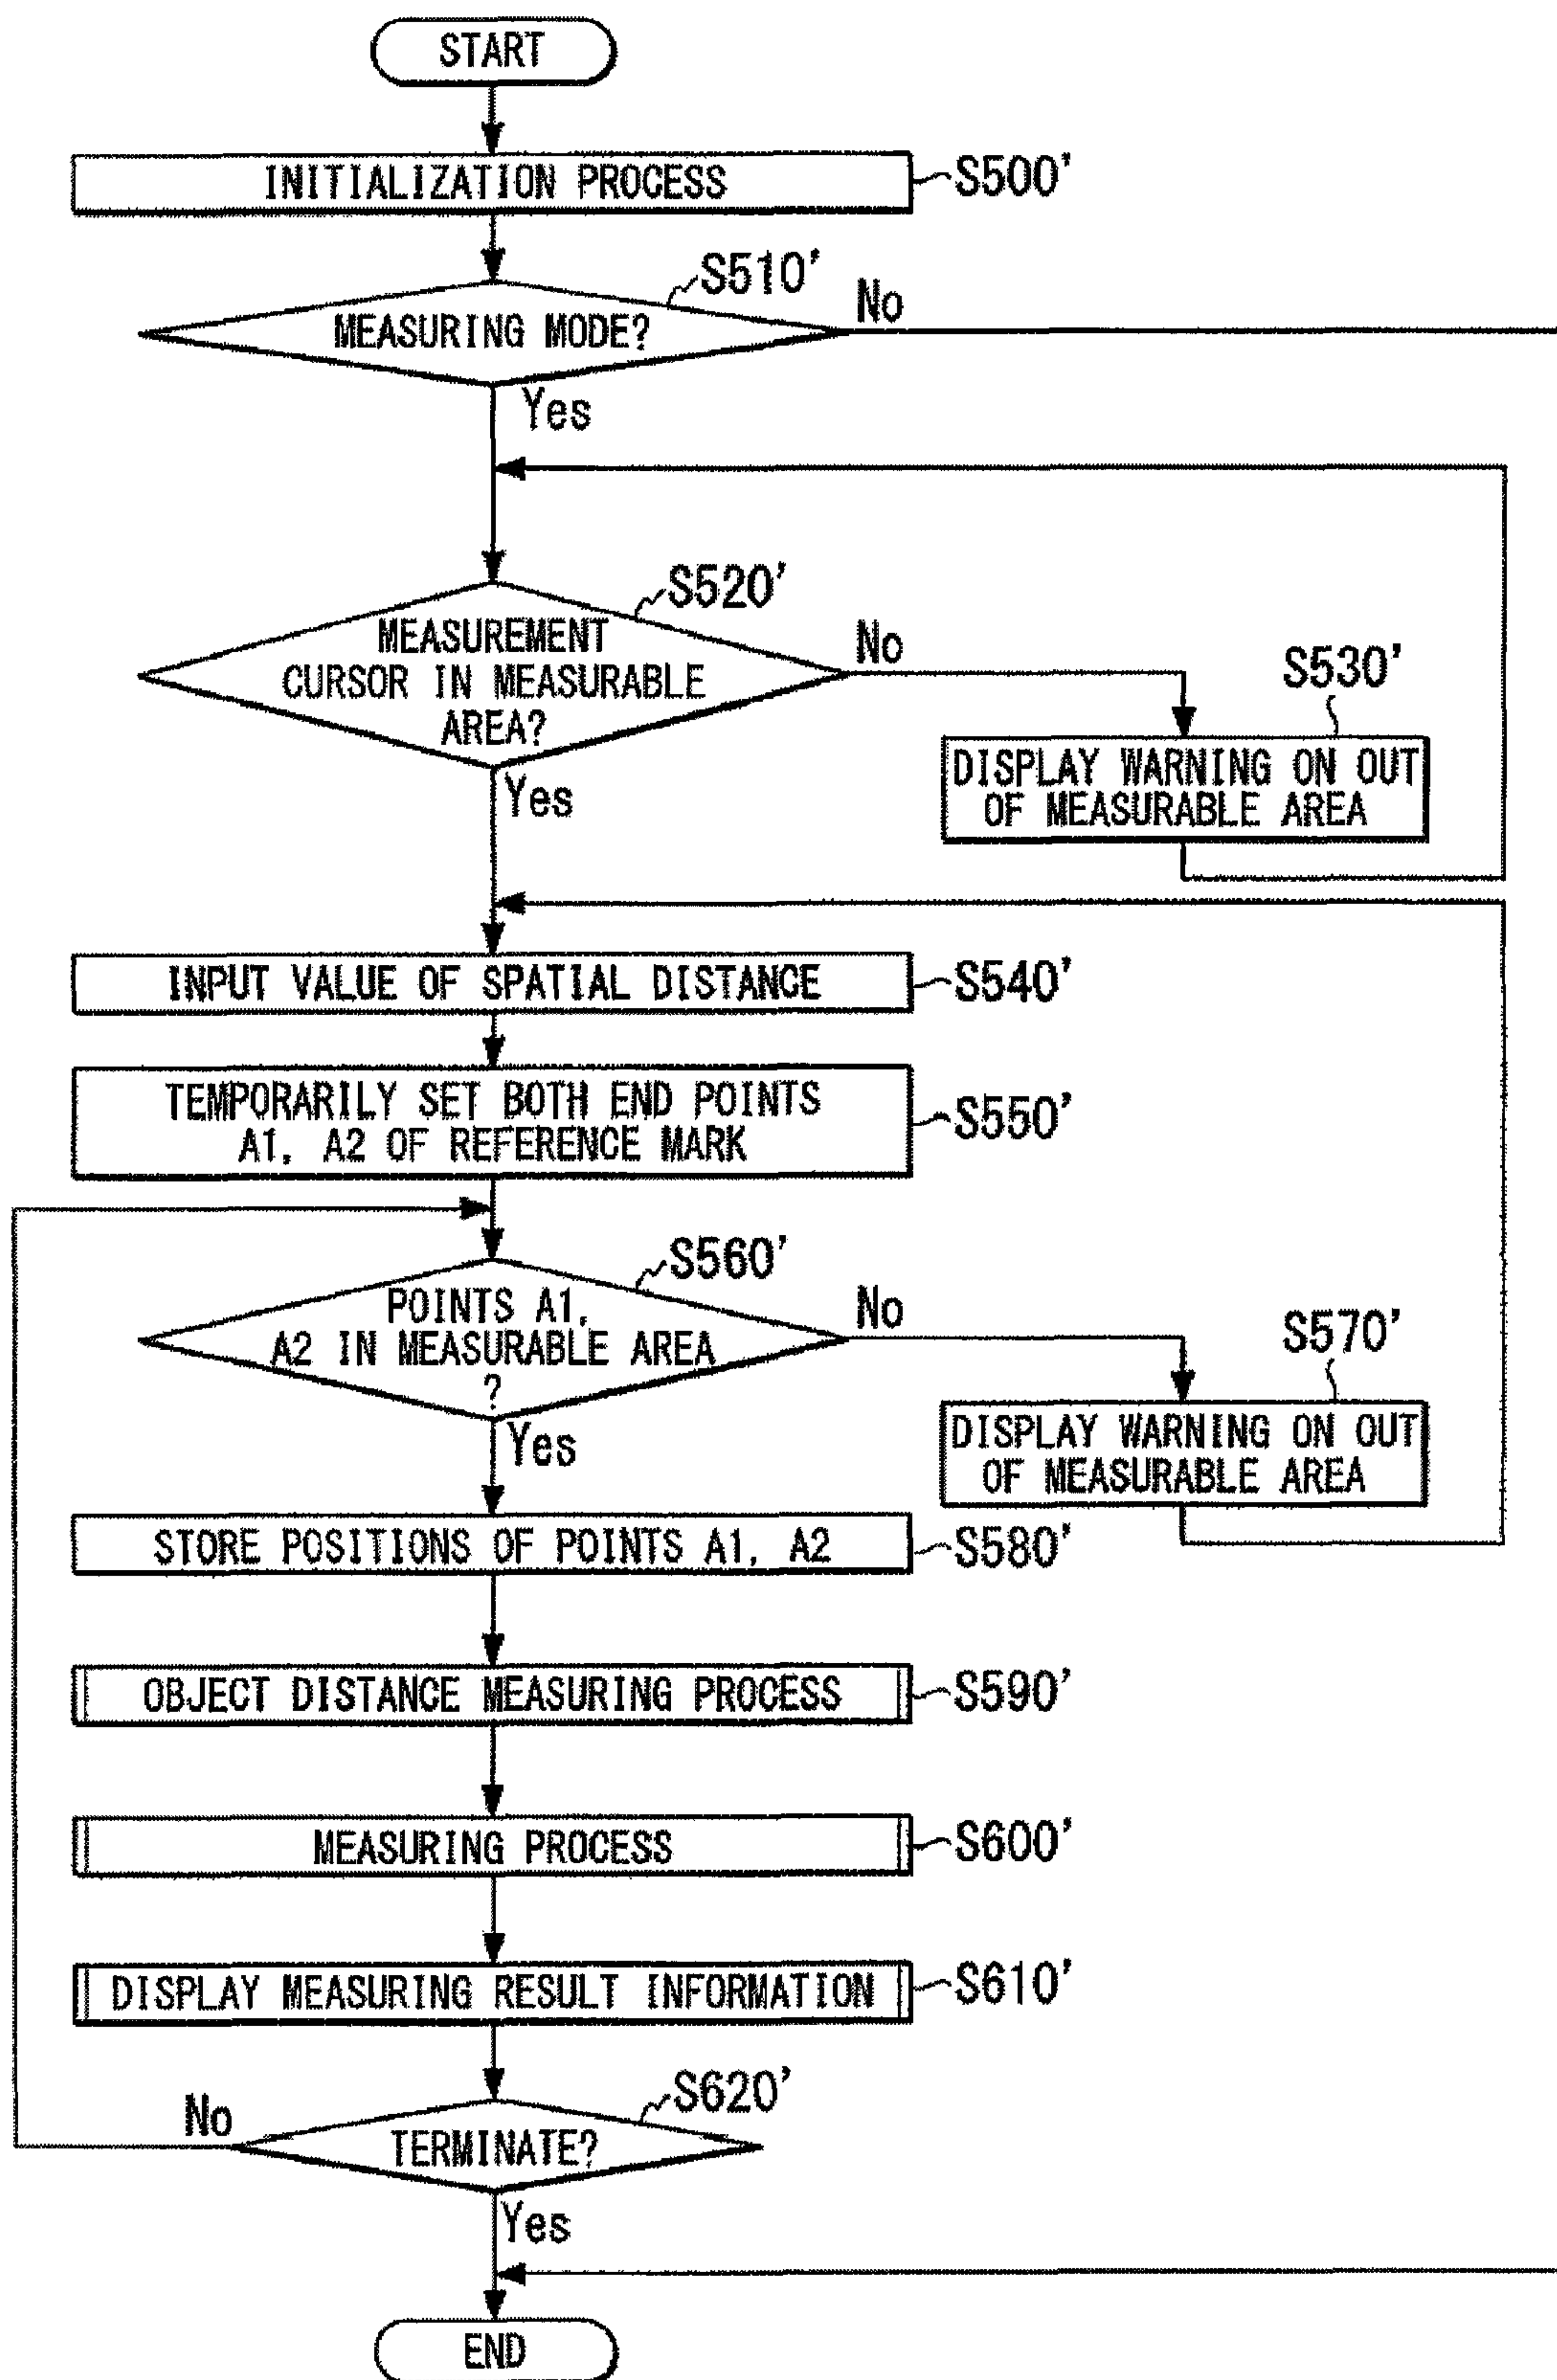 START
INITIALIZATION PROCESS
S500'
S510'
MEASURING MODE?
No
Yes
S520'
MEASUREMENT
CURSOR IN MEASURABLE
AREA?
No
Yes
S530'
DISPLAY WARNING ON OUT
OF MEASURABLE AREA
INPUT VALUE OF SPATIAL DISTANCE
S540'
TEMPORARILY SET BOTH END POINTS
A1, A2 OF REFERENCE MARK
S550'
S560'
POINTS A1,
A2 IN MEASURABLE AREA
?
No
Yes
S570'
DISPLAY WARNING ON OUT
OF MEASURABLE AREA
STORE POSITIONS OF POINTS A1, A2
S580'
OBJECT DISTANCE MEASURING PROCESS
S590'
MEASURING PROCESS
S600'
DISPLAY MEASURING RESULT INFORMATION
S610'
S620'
TERMINATE?
No
Yes
END